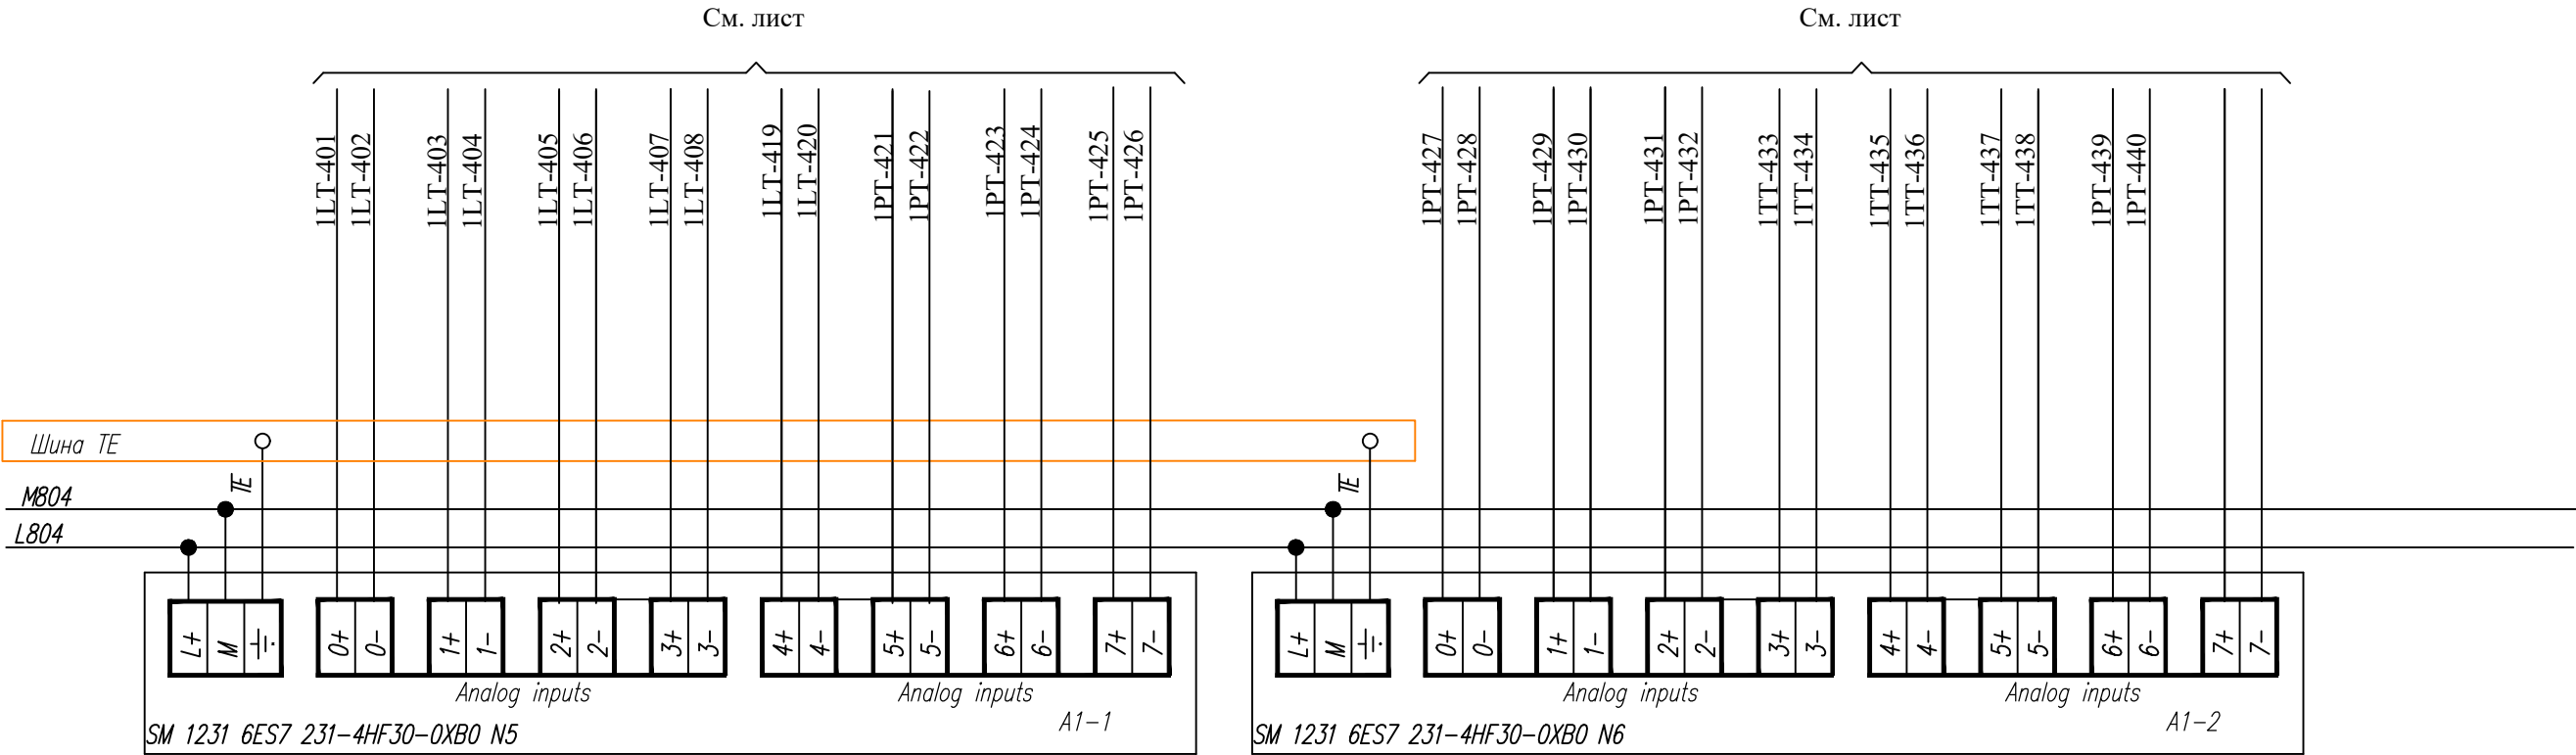 См. лист
См. лист
1LT-401
1LT-402
1LT-403
1LT-404
1LT-405
1LT-406
1LT-407
1LT-408
1LT-419
1LT-420
1PT-421
1PT-422
1PT-423
1PT-424
1PT-425
1PT-426
1PT-427
1PT-428
1PT-429
1PT-430
1PT-431
1PT-432
1TT-433
1TT-434
1TT-435
1TT-436
1TT-437
1TT-438
1PT-439
1PT-440
Шина TE
TE
TE
M804
L804
L+ M
0+ 0-
1+ 1-
2+ 2-
3+ 3-
4+ 4-
5+ 5-
6+ 6-
7+ 7-
Analog inputs
Analog inputs
A1-1
SM 1231 6ES7 231-4HF30-0XB0 N5
L+ M
0+ 0-
1+ 1-
2+ 2-
3+ 3-
4+ 4-
5+ 5-
6+ 6-
7+ 7-
Analog inputs
Analog inputs
A1-2
SM 1231 6ES7 231-4HF30-0XB0 N6